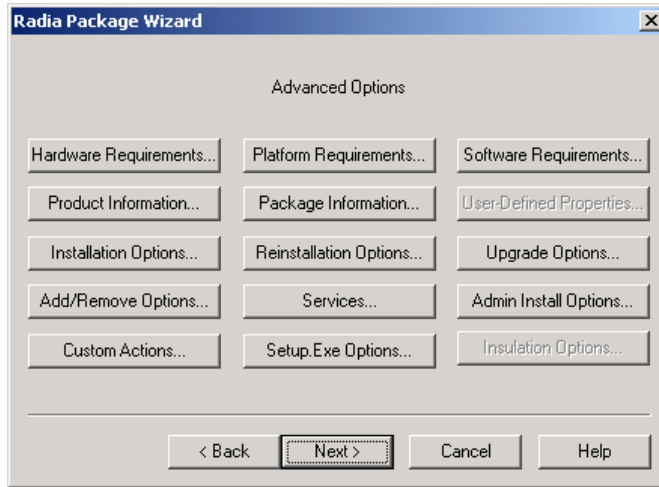 Radia Package Wizard
Advanced Options
Hardware Requirements... Platform Requirements... Software Requirements...
Product Information... Package Information... User-Defined Properties...
Installation Options... Reinstallation Options... Upgrade Options...
Add/Remove Options... Services... Admin Install Options...
Custom Actions... Setup.Exe Options... Insulation Options...
< Back Next > Cancel Help